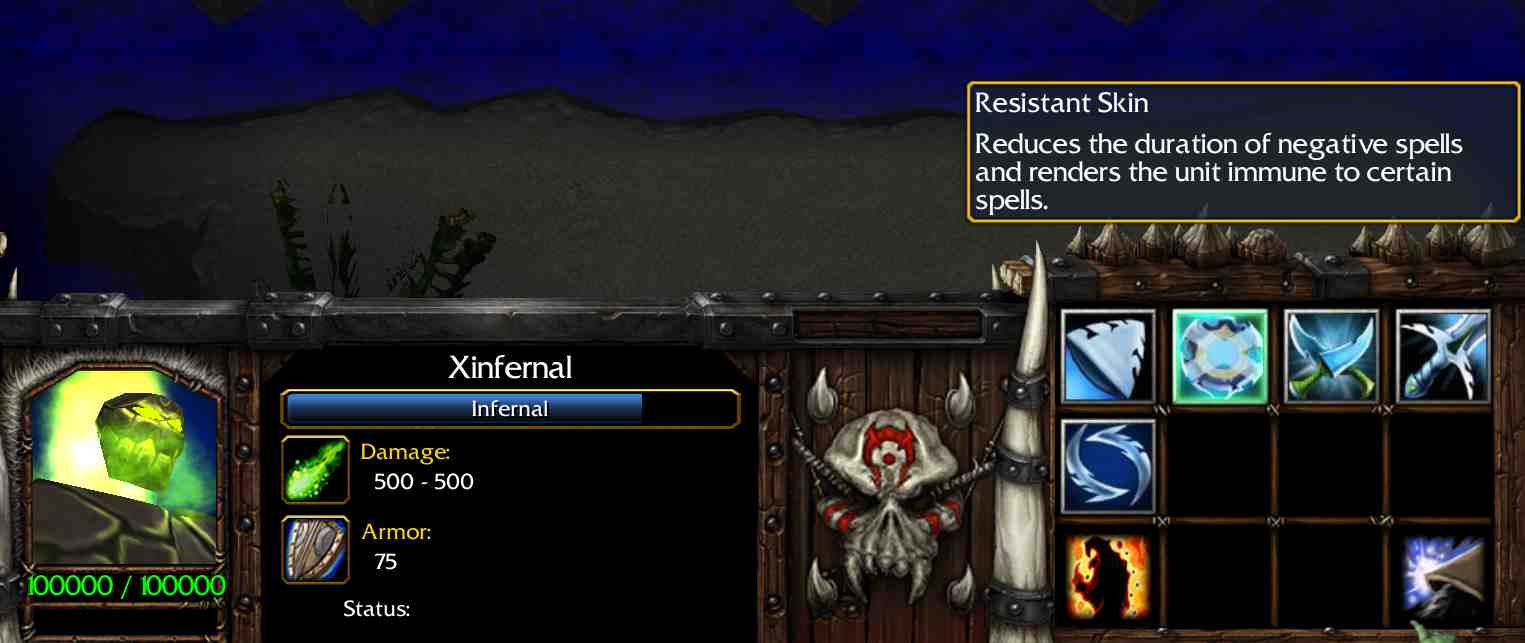 Resistant Skin
Reduces the duration of negative spells
and renders the unit immune to certain
spells.
Xinfernal
Infernal
Damage:
500 - 500
Armor:
75
Status:
100000 / 100000